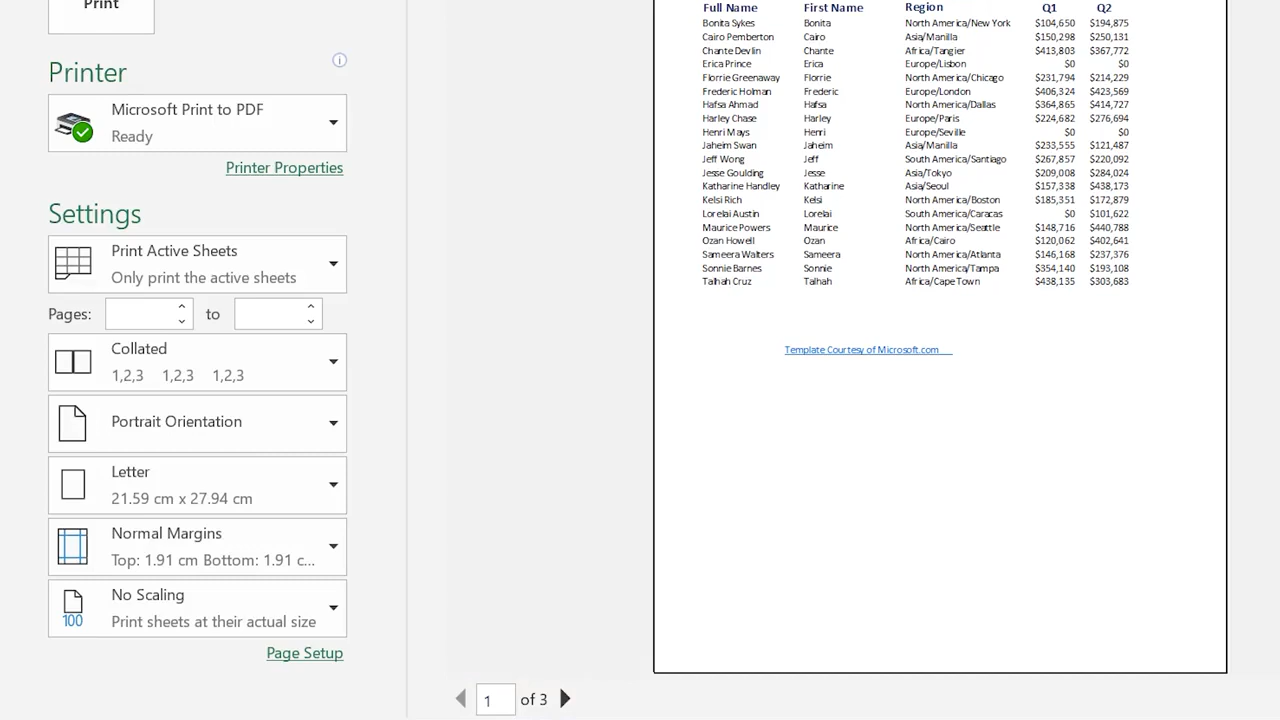 Print
Printer
Microsoft Print to PDF
Ready
Printer Properties
Settings
Print Active Sheets
Only print the active sheets
Pages: to
Collated
1,2,3 1,2,3 1,2,3
Portrait Orientation
Letter
21.59 cm x 27.94 cm
Normal Margins
Top: 1.91 cm Bottom: 1.91 c...
No Scaling
100
Print sheets at their actual size
Page Setup
Full Name First Name Region Q1 Q2
Bonita Sykes Bonita North America/New York $104,650 $194,875
Cairo Pemberton Cairo Asia/Manilla $150,298 $250,131
Chante Devlin Chante Africa/Tangier $413,803 $367,772
Erica Prince Erica Europe/Lisbon $0 $0
Florrie Greenaway Florrie North America/Chicago $231,794 $214,229
Frederic Holman Frederic Europe/London $406,324 $423,569
Hafsa Ahmad Hafsa North America/Dallas $364,865 $414,727
Harley Chase Harley Europe/Paris $224,682 $276,694
Henri Mays Henri Europe/Seville $0 $0
Jaheim Swan Jaheim Asia/Manilla $233,555 $121,487
Jeff Wong Jeff South America/Santiago $267,857 $220,092
Jesse Goulding Jesse Asia/Tokyo $209,008 $284,024
Katharine Handley Katharine Asia/Seoul $157,338 $438,173
Kelsi Rich Kelsi North America/Boston $185,351 $172,879
Lorelai Austin Lorelai South America/Caracas $0 $101,622
Maurice Powers Maurice North America/Seattle $148,716 $440,788
Ozan Howell Ozan Africa/Cairo $120,062 $402,641
Sameera Walters Sameera North America/Atlanta $146,168 $237,376
Sonnie Barnes Sonnie North America/Tampa $354,140 $193,108
Talhah Cruz Talhah Africa/Cape Town $438,135 $303,683
Template Courtesy of Microsoft.com
1 of 3